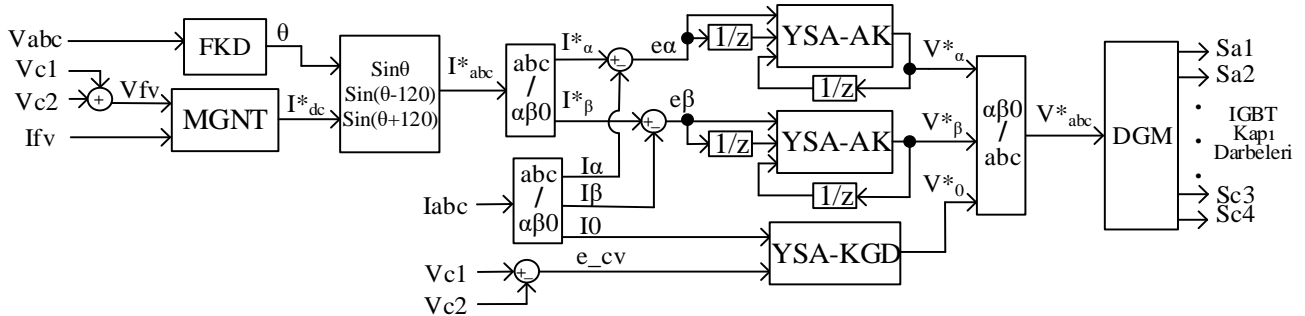 Vabc
FKD
θ
Vc1
Vc2
+
Vfv
Ifv
MGNT
I*dc
Sinθ
Sin(θ-120)
Sin(θ+120)
I*abc
abc
/
αβ0
I*α
I*β
+
−
eα
+
−
eβ
1/z
YSA-AK
1/z
V*α
1/z
YSA-AK
1/z
V*β
Iabc
abc
/
αβ0
Iα
Iβ
I0
Vc1
Vc2
+
−
e_cv
YSA-KGD
V*0
αβ0
/
abc
V*abc
DGM
Sa1
Sa2
IGBT
Kapı
Darbeleri
Sc3
Sc4